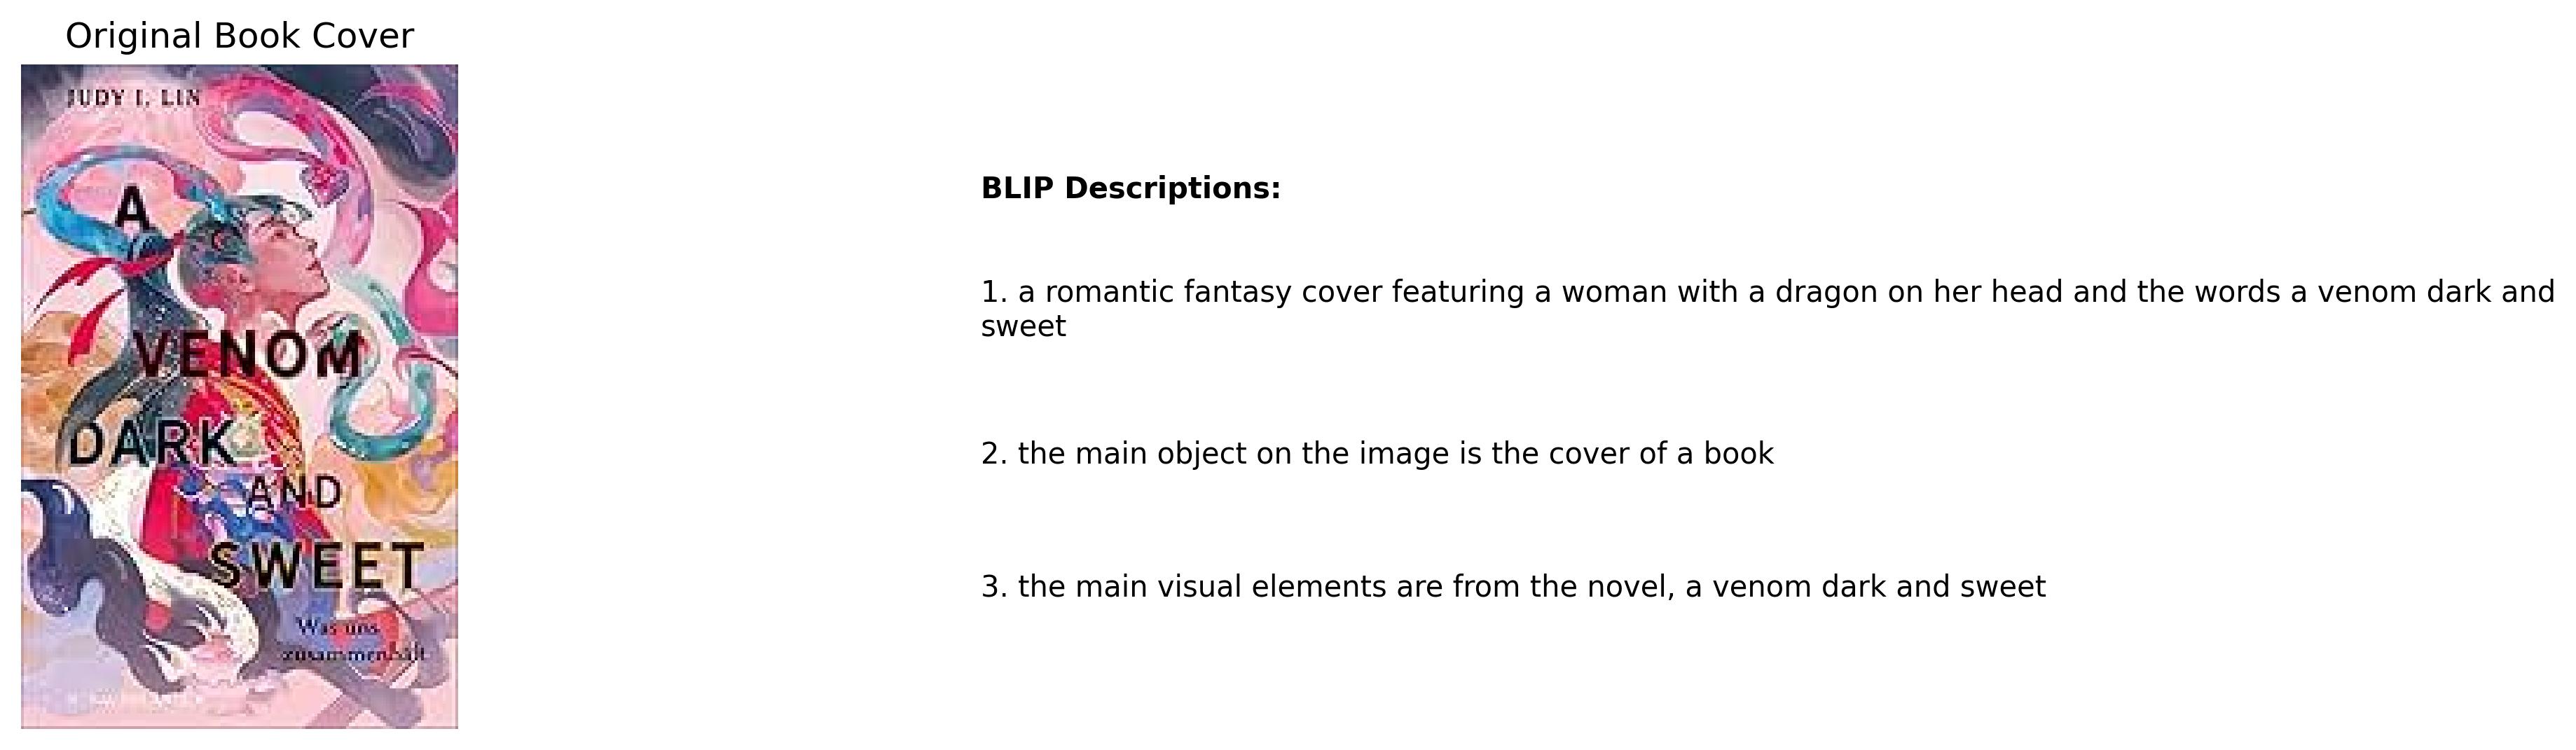 Original Book Cover
JUDY I. LIN
A
VENOM
DARK
AND
SWEET
Was uns
zusammenhält
BLIP Descriptions:
1. a romantic fantasy cover featuring a woman with a dragon on her head and the words a venom dark and
sweet
2. the main object on the image is the cover of a book
3. the main visual elements are from the novel, a venom dark and sweet